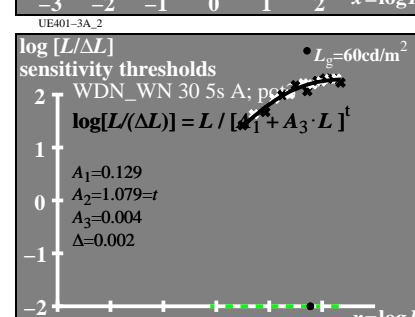 −3 −2 −1 0 1 2
UE401−3A_2
log [L/ΔL]
sensitivity thresholds
L_g=60cd/m²
WDN_WN 30 5s A;
log[L/(ΔL)] = L / [A₁ + A₃·L ]ᵗ
2
1
A₁=0.129
A₂=1.079=t
0
A₃=0.004
Δ=0.002
−1
−2